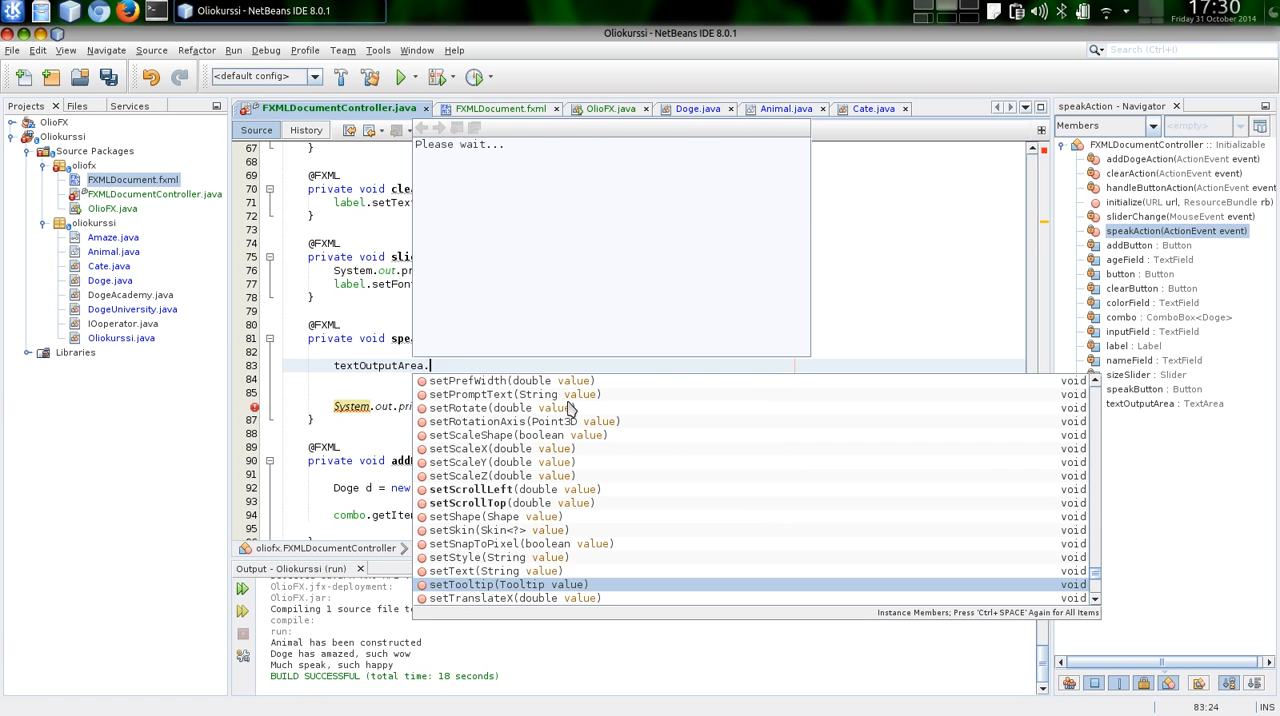 Oliokurssi - NetBeans IDE 8.0.1
17:30
Friday 31 October 2014
Oliokurssi - NetBeans IDE 8.0.1
File Edit View Navigate Source Refactor Run Debug Profile Team Tools Window Help
Search (Ctrl+I)
<default config>
Projects Files Services
FXMLDocumentController.java FXMLDocument.fxml OlioFX.java Doge.java Animal.java Cate.java
speakAction - Navigator
OlioFX
Oliokurssi
Source Packages
oliofx
FXMLDocument.fxml
FXMLDocumentController.java
OlioFX.java
oliokurssi
Amaze.java
Animal.java
Cate.java
Doge.java
DogeAcademy.java
DogeUniversity.java
IOoperator.java
Oliokurssi.java
Libraries
Source History
Please wait...
67 }
68
69 @FXML
70 private void clea
71 label.setText
72 }
73
74 @FXML
75 private void slid
76 System.out.pri
77 label.setFont
78 }
79
80 @FXML
81 private void spe
82
83 textOutputArea.
84
System.out.pri
87 }
88
89 @FXML
90 private void add
91
92 Doge d = new
93
94 combo.getIte
95
96 }
setPrefWidth(double value) void
setPromptText(String value) void
setRotate(double value) void
setRotationAxis(Point3D value) void
setScaleShape(boolean value) void
setScaleX(double value) void
setScaleY(double value) void
setScaleZ(double value) void
setScrollLeft(double value) void
setScrollTop(double value) void
setShape(Shape value) void
setSkin(Skin<?> value) void
setSnapToPixel(boolean value) void
setStyle(String value) void
setText(String value) void
setTooltip(Tooltip value) void
setTranslateX(double value) void
Instance Members; Press 'Ctrl+SPACE' Again for All Items
Members <empty>
FXMLDocumentController :: Initializable
addDogeAction(ActionEvent event)
clearAction(ActionEvent event)
handleButtonAction(ActionEvent
initialize(URL url, ResourceBundle rb)
sliderChange(MouseEvent event)
speakAction(ActionEvent event)
addButton : Button
ageField : TextField
button : Button
clearButton : Button
colorField : TextField
combo : ComboBox<Doge>
inputField : TextField
label : Label
nameField : TextField
sizeSlider : Slider
speakButton : Button
textOutputArea : TextArea
oliofx.FXMLDocumentController
Output - Oliokurssi (run)
OlioFX.jfx-deployment:
OlioFX.jar:
Compiling 1 source file to
compile:
run:
Animal has been constructed
Doge has amazed, such wow
Much speak, such happy
BUILD SUCCESSFUL (total time: 18 seconds)
83:24 INS